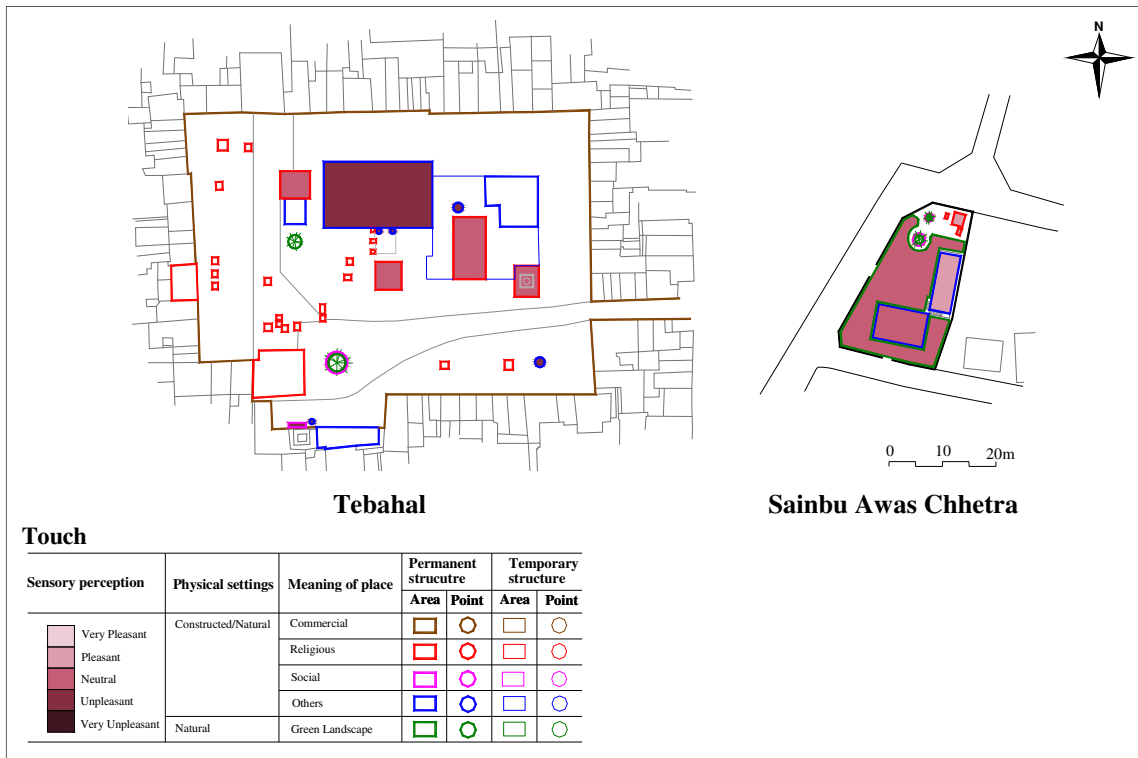 N
0 10 20m
Tebahal
Sainbu Awas Chhetra
Touch
Sensory perception
Physical settings
Meaning of place
Permanent
strucutre
Temporary
structure
Area Point Area Point
Very Pleasant
Pleasant
Neutral
Unpleasant
Very Unpleasant
Constructed/Natural
Commercial
Religious
Social
Others
Natural
Green Landscape